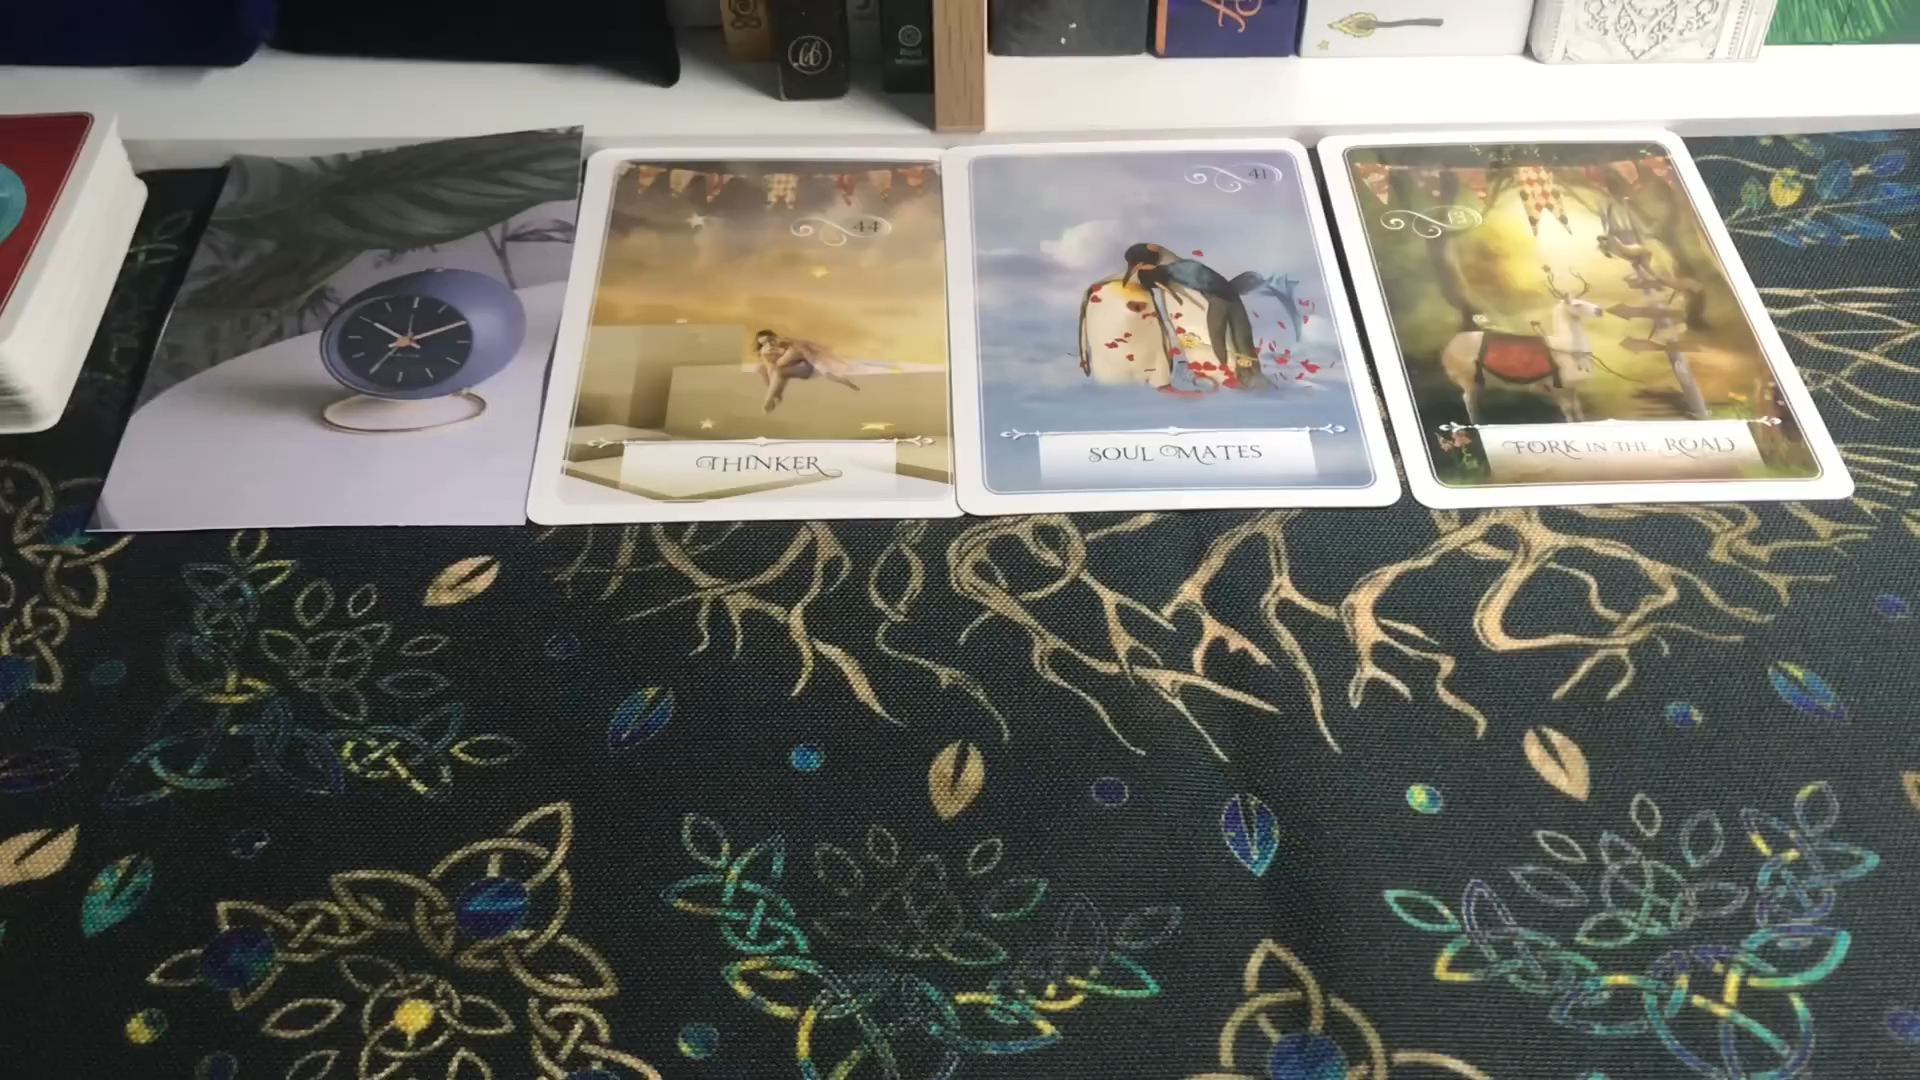 44
THINKER
41
SOUL MATES
13
FORK IN THE ROAD